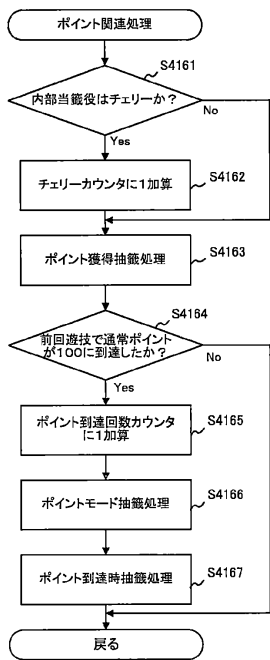 ポイント関連処理
S4161
内部当籤役はチェリーか?
No
Yes
チェリーカウンタに1加算
S4162
ポイント獲得抽籤処理
S4163
S4164
前回遊技で通常ポイント
が100に到達したか?
No
Yes
ポイント到達回数カウンタ
に1加算
S4165
ポイントモード抽籤処理
S4166
ポイント到達時抽籤処理
S4167
戻る